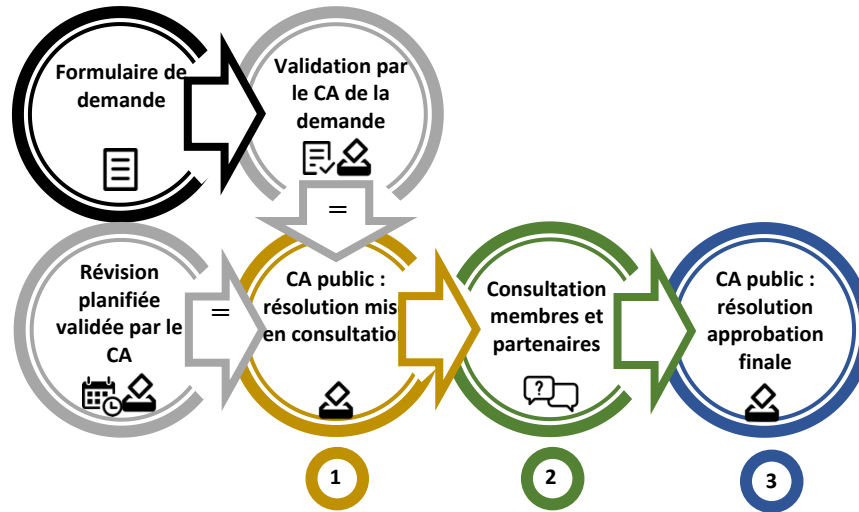 Formulaire de
demande
Validation par
le CA de la
demande
=
Révision
planifiée
validée par le
CA
=
CA public :
résolution mis
en consultatio
Consultation
membres et
partenaires
?
CA public :
résolution
approbation
finale
1
2
3